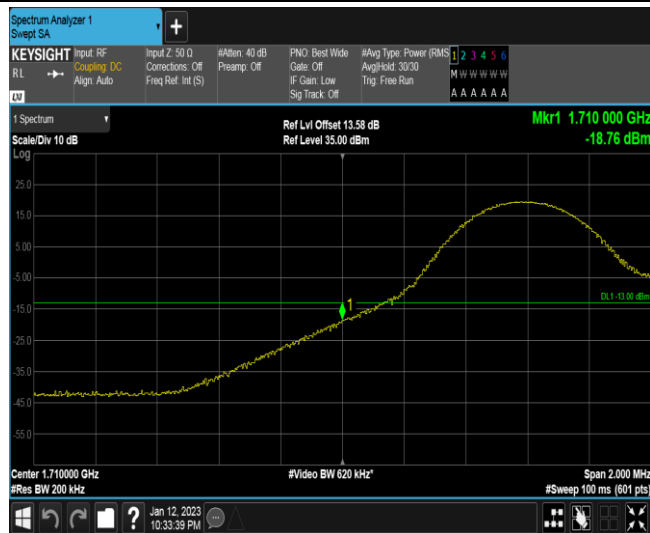 Spectrum Analyzer 1
Swept SA
+
KEYSIGHT
RL
LXI
Input: RF
Coupling: DC
Align: Auto
Input Z: 50 Ω
Corrections: Off
Freq Ref: Int (S)
#Atten: 40 dB
Preamp: Off
PNO: Best Wide
Gate: Off
IF Gain: Low
Sig Track: Off
#Avg Type: Power (RMS
Avg|Hold: 30/30
Trig: Free Run
1 2 3 4 5 6
M W W W W W
A A A A A A
1 Spectrum
Scale/Div 10 dB
Ref Lvl Offset 13.58 dB
Ref Level 35.00 dBm
Mkr1 1.710 000 GHz
-18.76 dBm
Log
25.0
15.0
5.00
-5.00
DL1 -13.00 dBm
1
-15.0
-25.0
-35.0
-45.0
-55.0
Center 1.710000 GHz
#Video BW 620 kHz*
Span 2.000 MHz
#Res BW 200 kHz
#Sweep 100 ms (601 pts)
?
Jan 12, 2023
10:33:39 PM